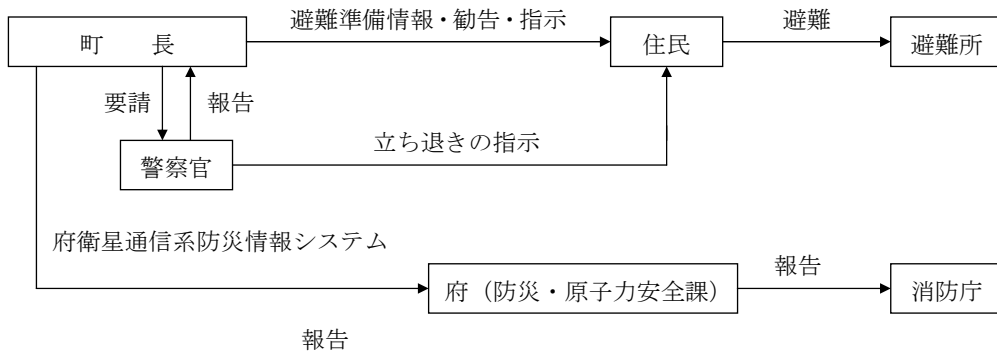 避難準備情報・勧告・指示
避難
町　　長
住民
避難所
要請
報告
立ち退きの指示
警察官
府衛星通信系防災情報システム
報告
府（防災・原子力安全課）
消防庁
報告